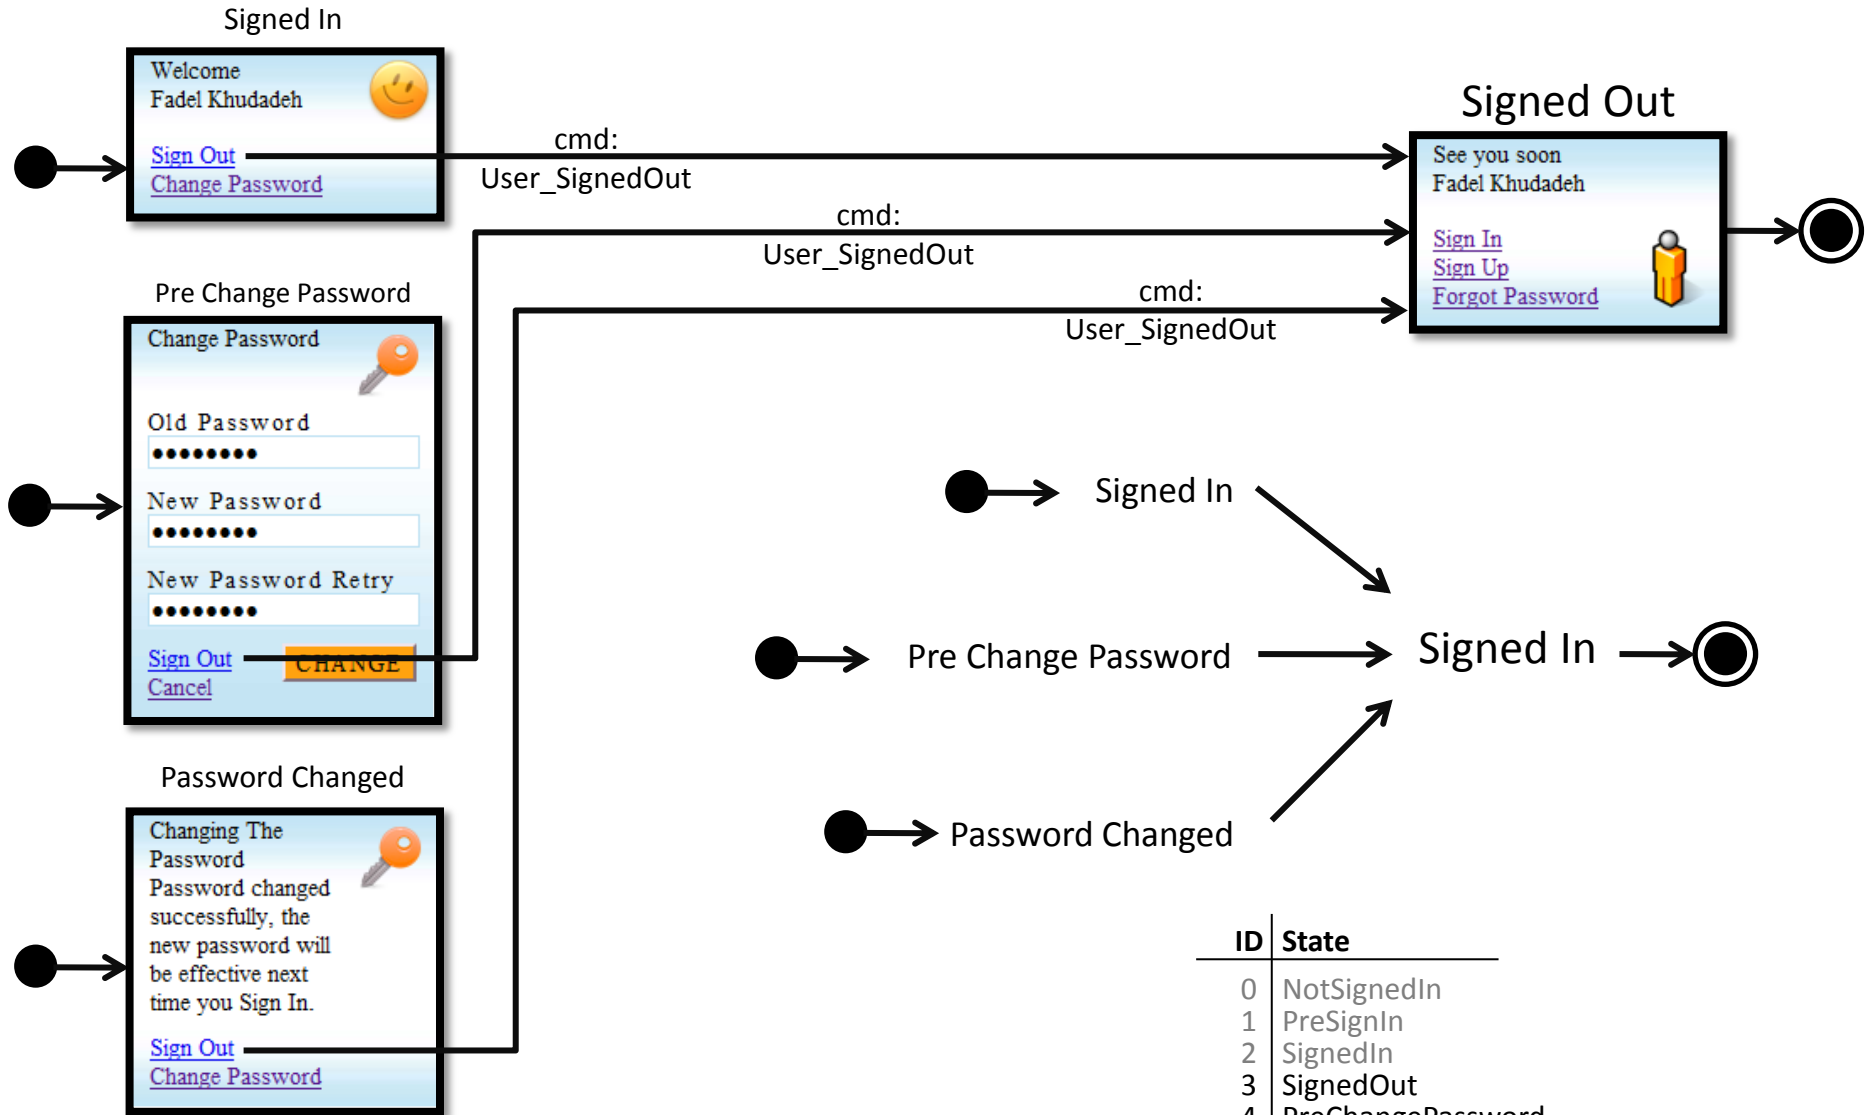 Signed In
Welcome
Fadel Khudadeh
Sign Out
Change Password
cmd:
User_SignedOut
cmd:
User_SignedOut
cmd:
User_SignedOut
Signed Out
See you soon
Fadel Khudadeh
Sign In
Sign Up
Forgot Password
Pre Change Password
Change Password
Old Password
New Password
New Password Retry
Sign Out
CHANGE
Cancel
Password Changed
Changing The
Password
Password changed
successfully, the
new password will
be effective next
time you Sign In.
Sign Out
Change Password
Signed In
Pre Change Password
Signed In
Password Changed
ID State
0 NotSignedIn
1 PreSignIn
2 SignedIn
3 SignedOut
4 PreChangePassword